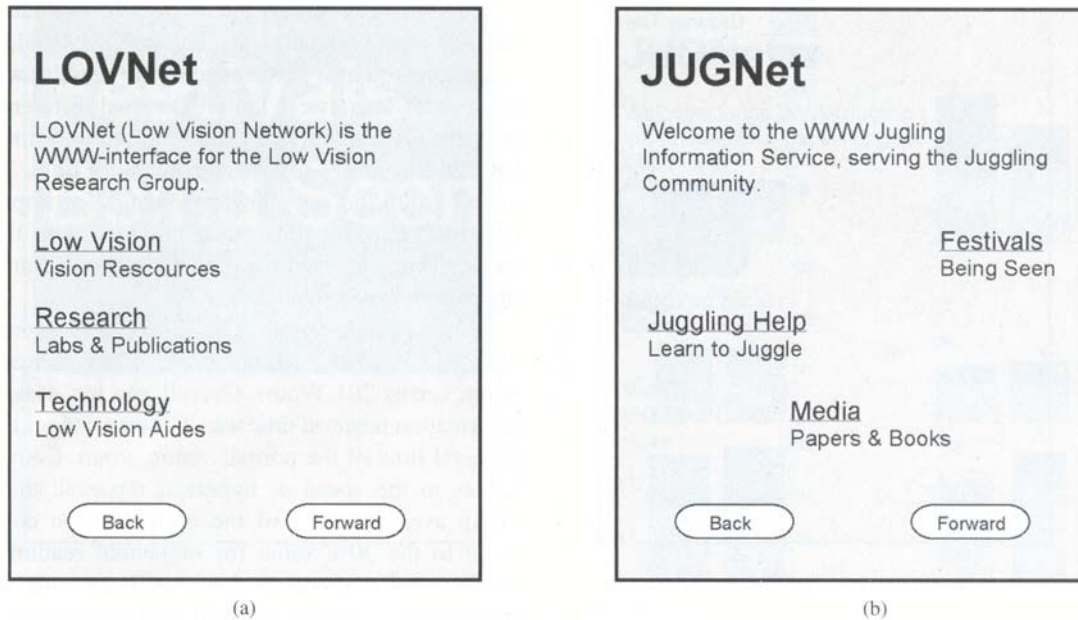 LOVNet
LOVNet (Low Vision Network) is the
WWW-interface for the Low Vision
Research Group.
Low Vision
Vision Rescources
Research
Labs & Publications
Technology
Low Vision Aides
Back
Forward
(a)
JUGNet
Welcome to the WWW Jugling
Information Service, serving the Juggling
Community.
Festivals
Being Seen
Juggling Help
Learn to Juggle
Media
Papers & Books
Back
Forward
(b)